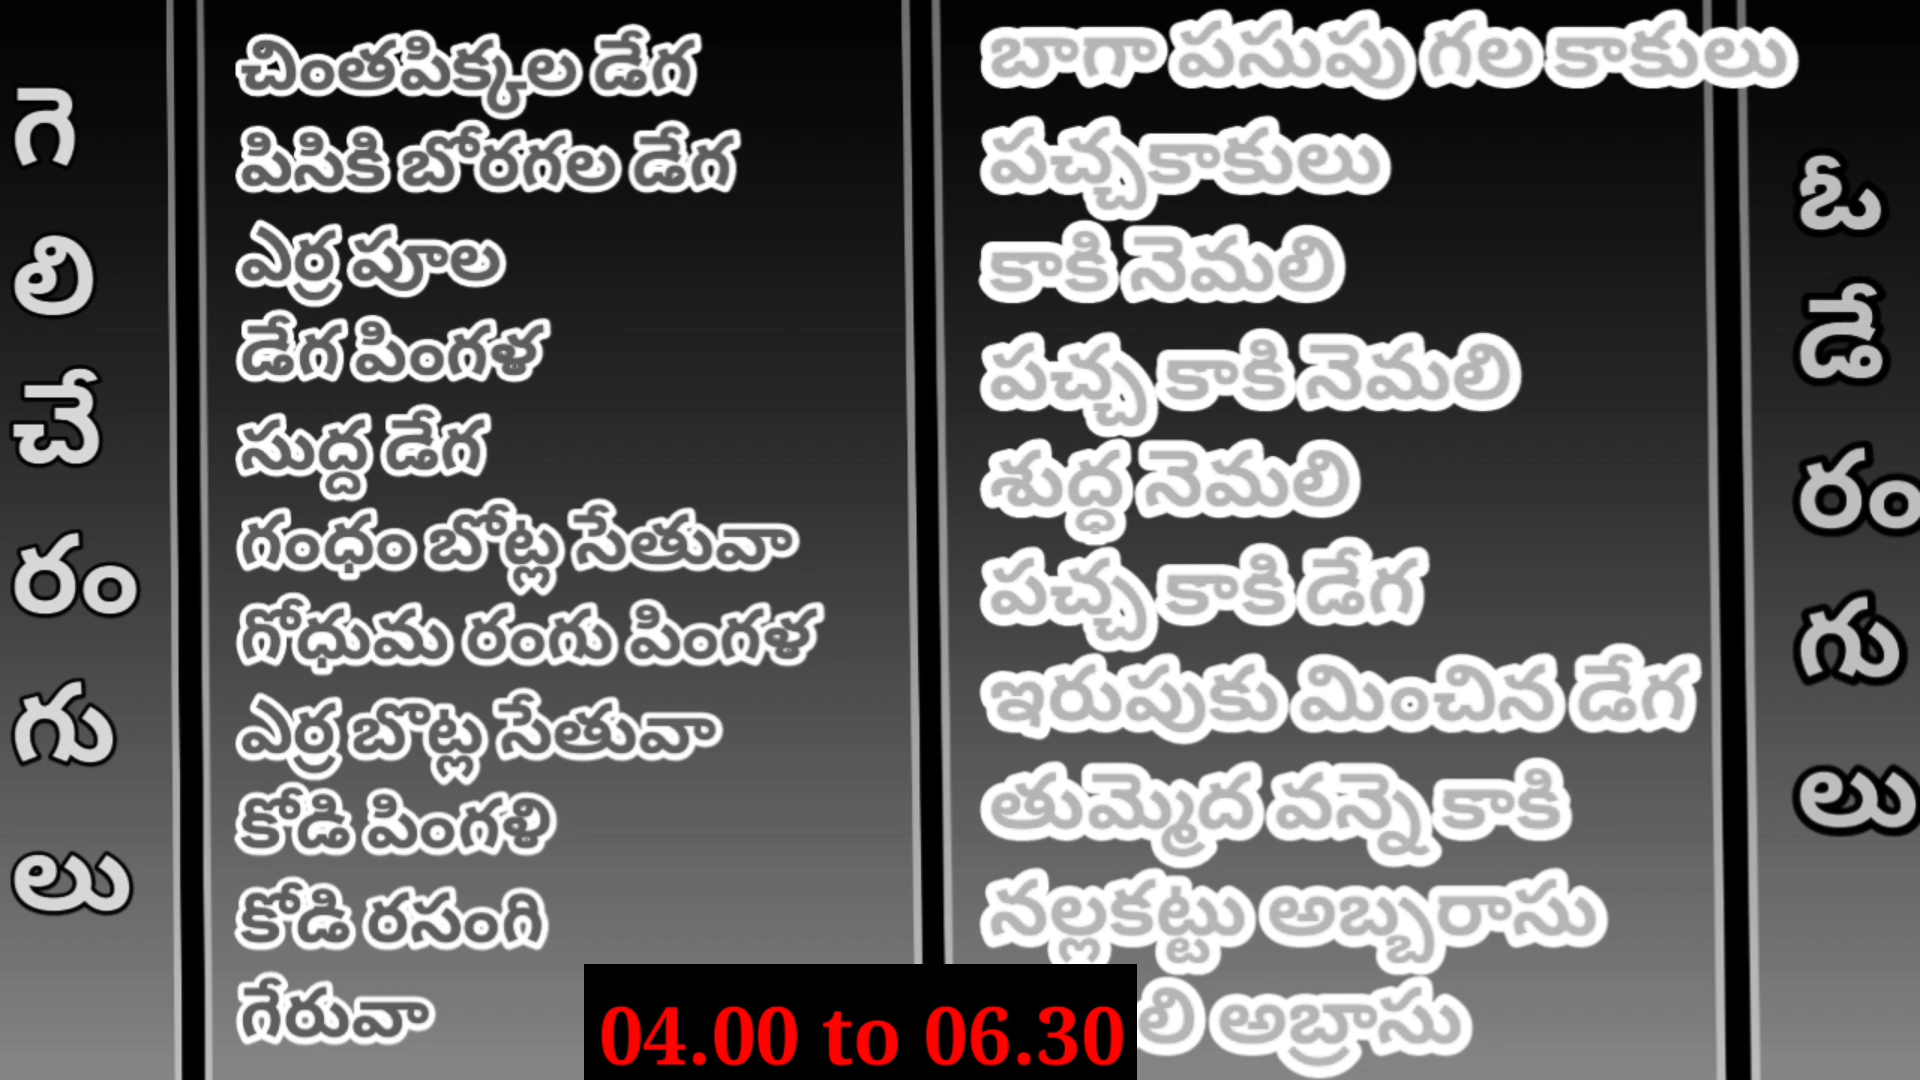 గెలిచే రంగులు
చింతపిక్కల డేగ
పిసికి బోరగల డేగ
ఎర్ర పూల
డేగ పింగళ
సుద్ద డేగ
గంధం బోట్ల సేతువా
గోధుమ రంగు పింగళ
ఎర్ర బొట్ల సేతువా
కోడి పింగళి
కోడి రసంగి
గేరువా
బాగా పసుపు గల కాకులు
పచ్చకాకులు
కాకి నెమలి
పచ్చ కాకి నెమలి
శుద్ధ నెమలి
పచ్చ కాకి డేగ
ఇరుపుకు మించిన డేగ
తుమ్మెద వన్నె కాకి
నల్లకట్టు అబ్బరాసు
లి అబ్రాసు
ఓడే రంగులు
04.00 to 06.30